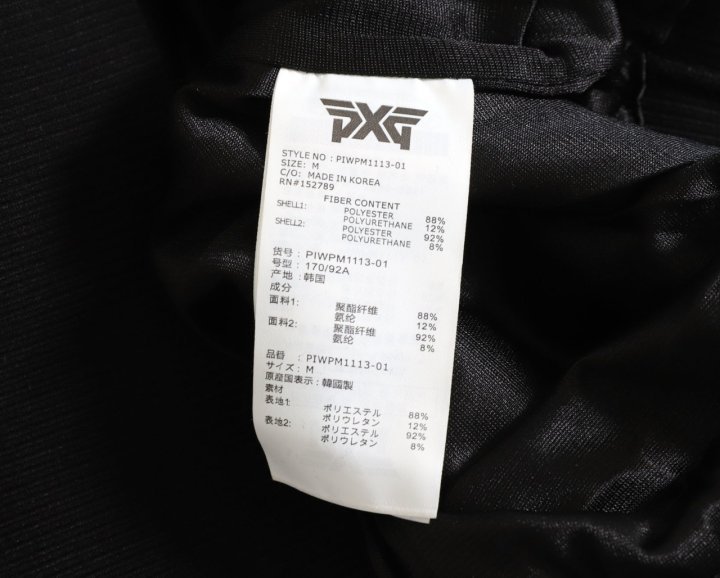 PXG
STYLE NO : PIWPM1113-01
SIZE: M
C/O: MADE IN KOREA
RN#152789
FIBER CONTENT
SHELL1: POLYESTER 88%
POLYURETHANE 12%
SHELL2: POLYESTER 92%
POLYURETHANE 8%
货号: PIWPM1113-01
号型: 170/92A
产地: 韩国
成分
面料1: 聚酯纤维 88%
氨纶 12%
面料2: 聚酯纤维 92%
氨纶 8%
品番 : PIWPM1113-01
サイズ: M
原産国表示: 韓國製
素材
表地1: ポリエステル 88%
ポリウレタン 12%
表地2: ポリエステル 92%
ポリウレタン 8%